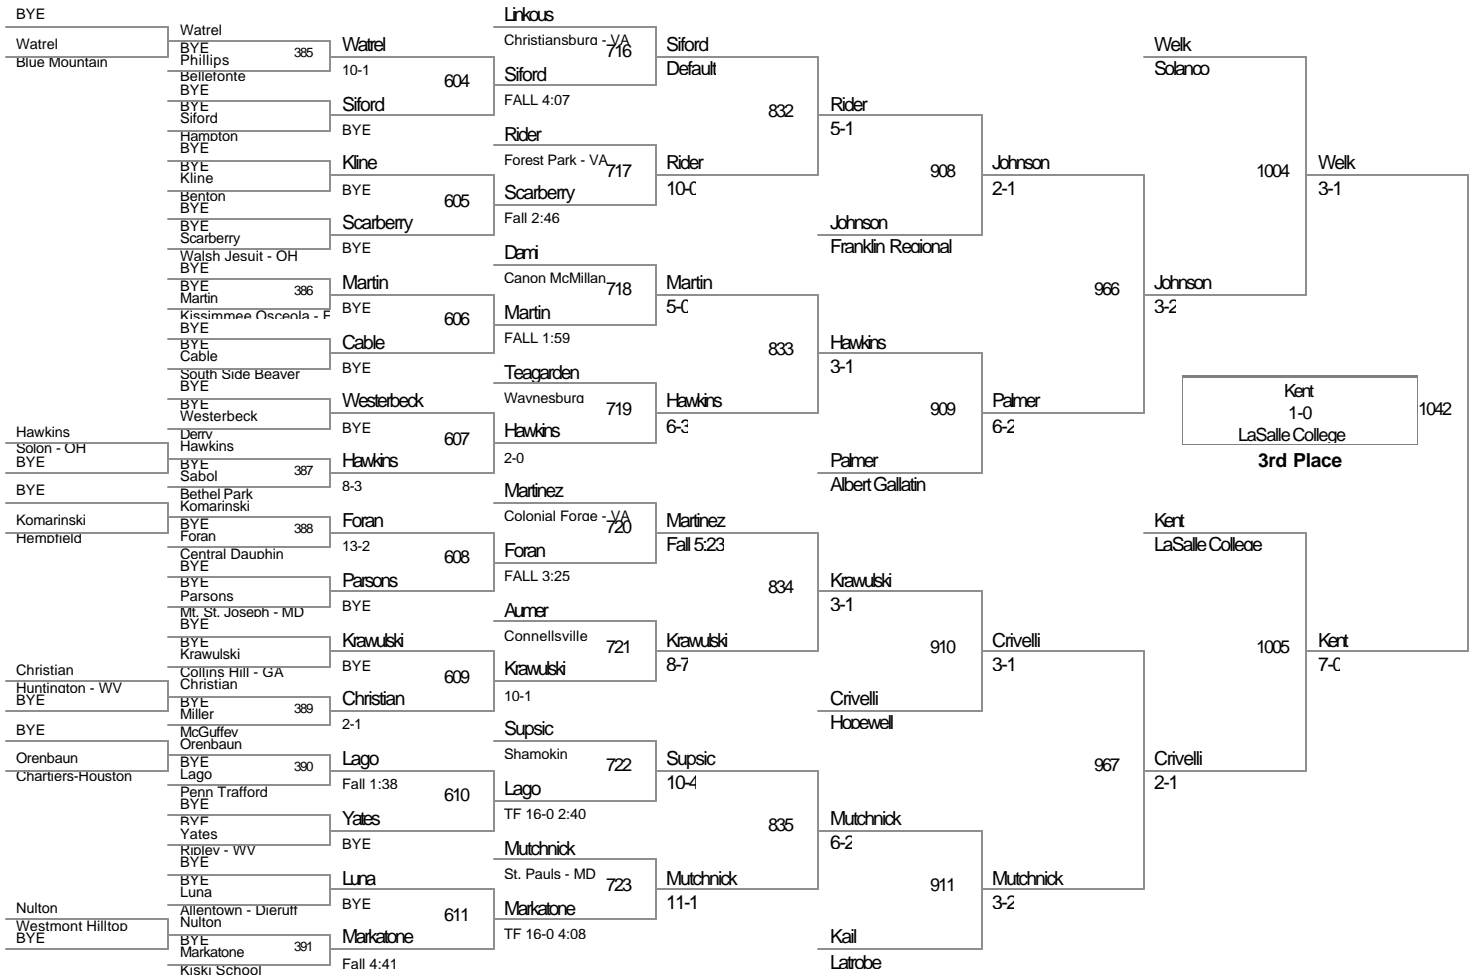 BYE
Watrel
Blue Mountain
Hawkins
Solon - OH
BYE
BYE
Komarinski
Hempfield
Christian
Huntington - WV
BYE
BYE
Orenbaun
Chartiers-Houston
Nulton
Westmont Hilltop
BYE
Watrel
BYE
385
Phillips
Bellefonte
BYE
BYE
Siford
Hampton
BYE
BYE
Kline
Benton
BYE
BYE
Scarberry
Walsh Jesuit - OH
BYE
BYE
386
Martin
Kissimmee Osceola - F
BYE
BYE
Cable
South Side Beaver
BYE
BYE
Westerbeck
Derry
Hawkins
BYE
387
Sabol
Bethel Park
Komarinski
BYE
388
Foran
Central Dauphin
BYE
BYE
Parsons
Mt. St. Joseph - MD
BYE
BYE
Krawulski
Collins Hill - GA
Christian
BYE
389
Miller
McGuffey
Orenbaun
BYE
390
Lago
Penn Trafford
BYE
BYE
Yates
Ripley - WV
BYE
BYE
Luna
Allentown - Dieruff
Nulton
BYE
391
Markatone
Kiski School
Watrel
10-1
604
Siford
BYE
Kline
BYE
605
Scarberry
BYE
Martin
BYE
606
Cable
BYE
Westerbeck
BYE
607
Hawkins
8-3
Foran
13-2
608
Parsons
BYE
Krawulski
BYE
609
Christian
2-1
Lago
Fall 1:38
610
Yates
BYE
Luna
BYE
611
Markatone
Fall 4:41
Linkous
Christiansburg - VA
716
Siford
FALL 4:07
Rider
Forest Park - VA
717
Scarberry
Fall 2:46
Dami
Canon McMillan
718
Martin
FALL 1:59
Teagarden
Waynesburg
719
Hawkins
2-0
Martinez
Colonial Forge - VA
720
Foran
FALL 3:25
Aumer
Connellsville
721
Krawulski
10-1
Supsic
Shamokin
722
Lago
TF 16-0 2:40
Mutchnick
St. Pauls - MD
723
Markatone
TF 16-0 4:08
Siford
Default
832
Rider
10-0
Martin
5-0
833
Hawkins
6-3
Martinez
Fall 5:23
834
Krawulski
8-7
Supsic
10-4
835
Mutchnick
11-1
Rider
5-1
908
Johnson
Franklin Regional
Hawkins
3-1
909
Palmer
Albert Gallatin
Krawulski
3-1
910
Crivelli
Hopewell
Mutchnick
6-2
911
Kail
Latrobe
Johnson
2-1
966
Palmer
6-2
Crivelli
3-1
967
Mutchnick
3-2
Welk
Solanco
1004
Johnson
3-2
Kent
LaSalle College
1005
Crivelli
2-1
Welk
3-1
Kent
7-0
Kent
1-0
LaSalle College
1042
3rd Place